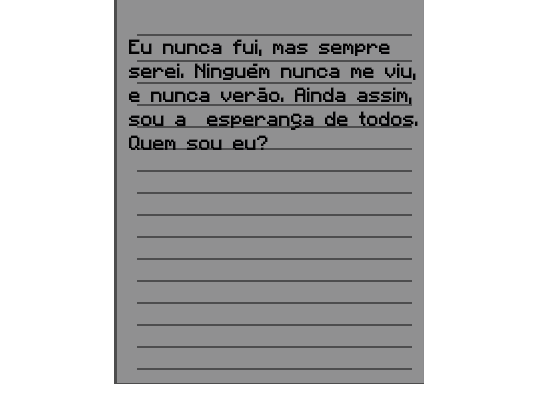 Eu nunca fui, mas sempre
serei. Ninguém nunca me viu,
e nunca verão. Ainda assim,
sou a  esperança de todos.
Quem sou eu?